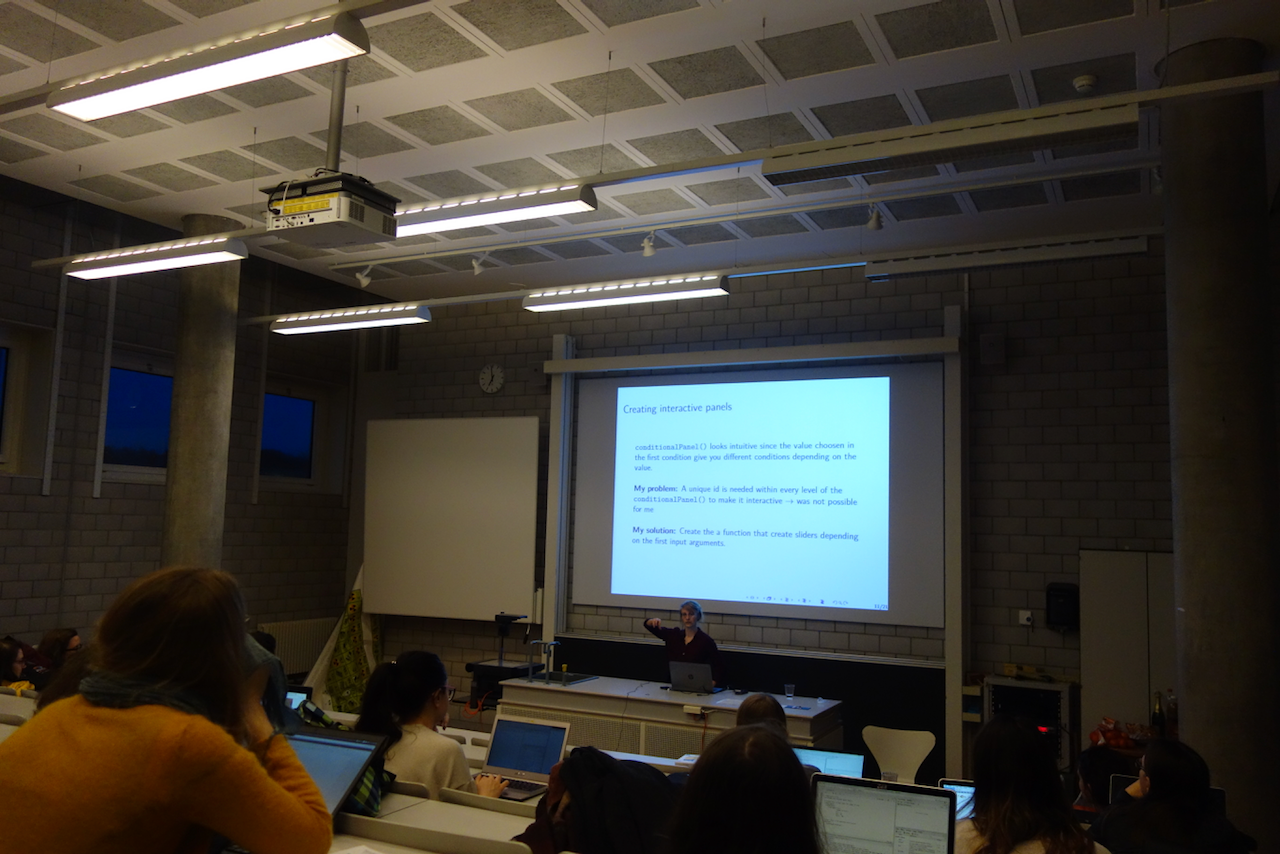 Creating interactive panels
conditionalPanel() looks intuitive since the value choosen in
the first condition give you different conditions depending on the
value.
My problem: A unique id is needed within every level of the
conditionalPanel() to make it interactive → was not possible
for me
My solution: Create the a function that create sliders depending
on the first input arguments.